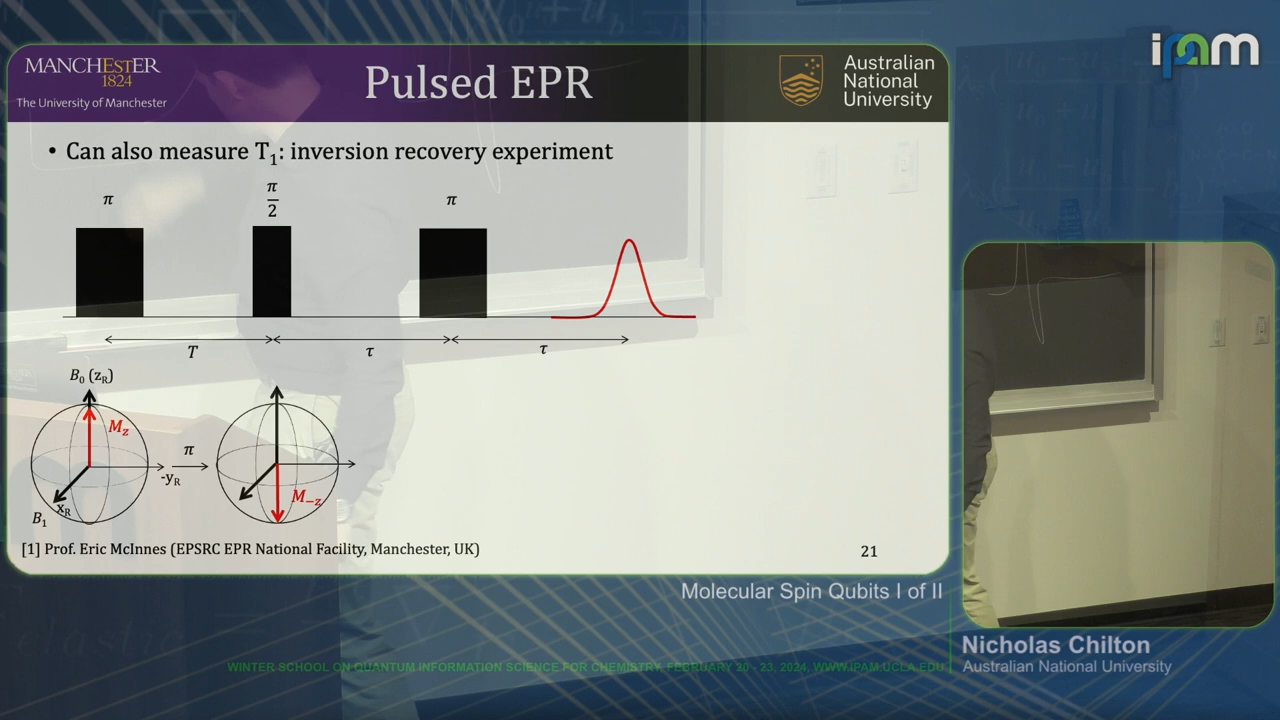 MANCHESTER
1824
The University of Manchester
Pulsed EPR
Australian
National
University
ipam
• Can also measure T₁: inversion recovery experiment
π
π/2
π
T
τ
τ
B₀ (z_R)
M_z
π
-y_R
x_R
B₁
M_−z
[1] Prof. Eric McInnes (EPSRC EPR National Facility, Manchester, UK)
21
Molecular Spin Qubits I of II
Nicholas Chilton
Australian National University
WINTER SCHOOL ON QUANTUM INFORMATION SCIENCE FOR CHEMISTRY, FEBRUARY 20 - 23, 2024, WWW.IPAM.UCLA.EDU